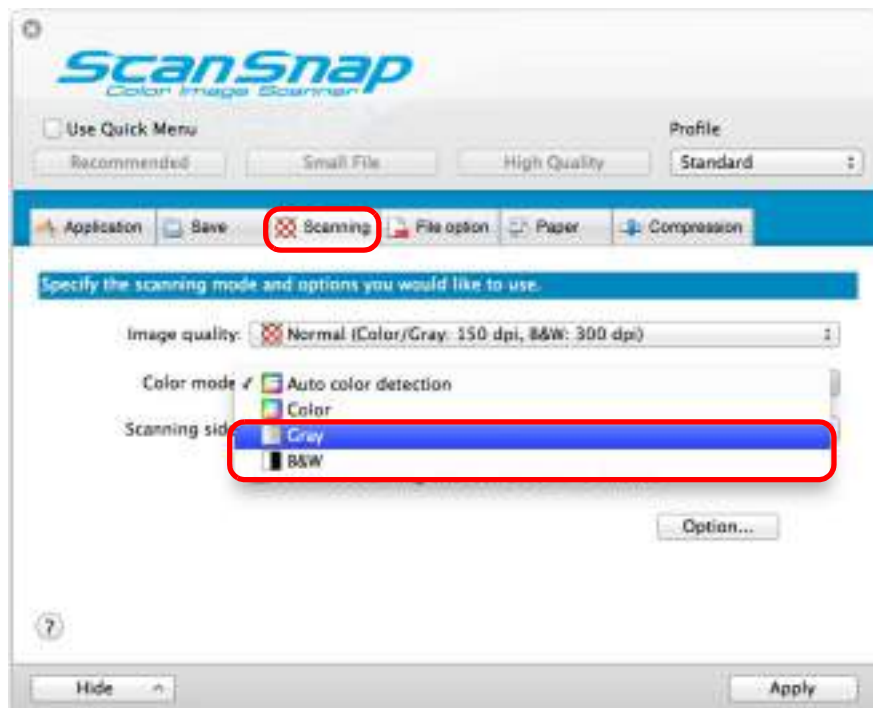 ScanSnap
Color Image Scanner
Use Quick Menu
Profile
Recommended Small File High Quality Standard
Application Save Scanning File option Paper Compression
Specify the scanning mode and options you would like to use.
Image quality: Normal (Color/Gray: 150 dpi, B&W: 300 dpi)
Color mode ✓ Auto color detection
Color
Scanning sid
Gray
B&W
Option...
?
Hide Apply